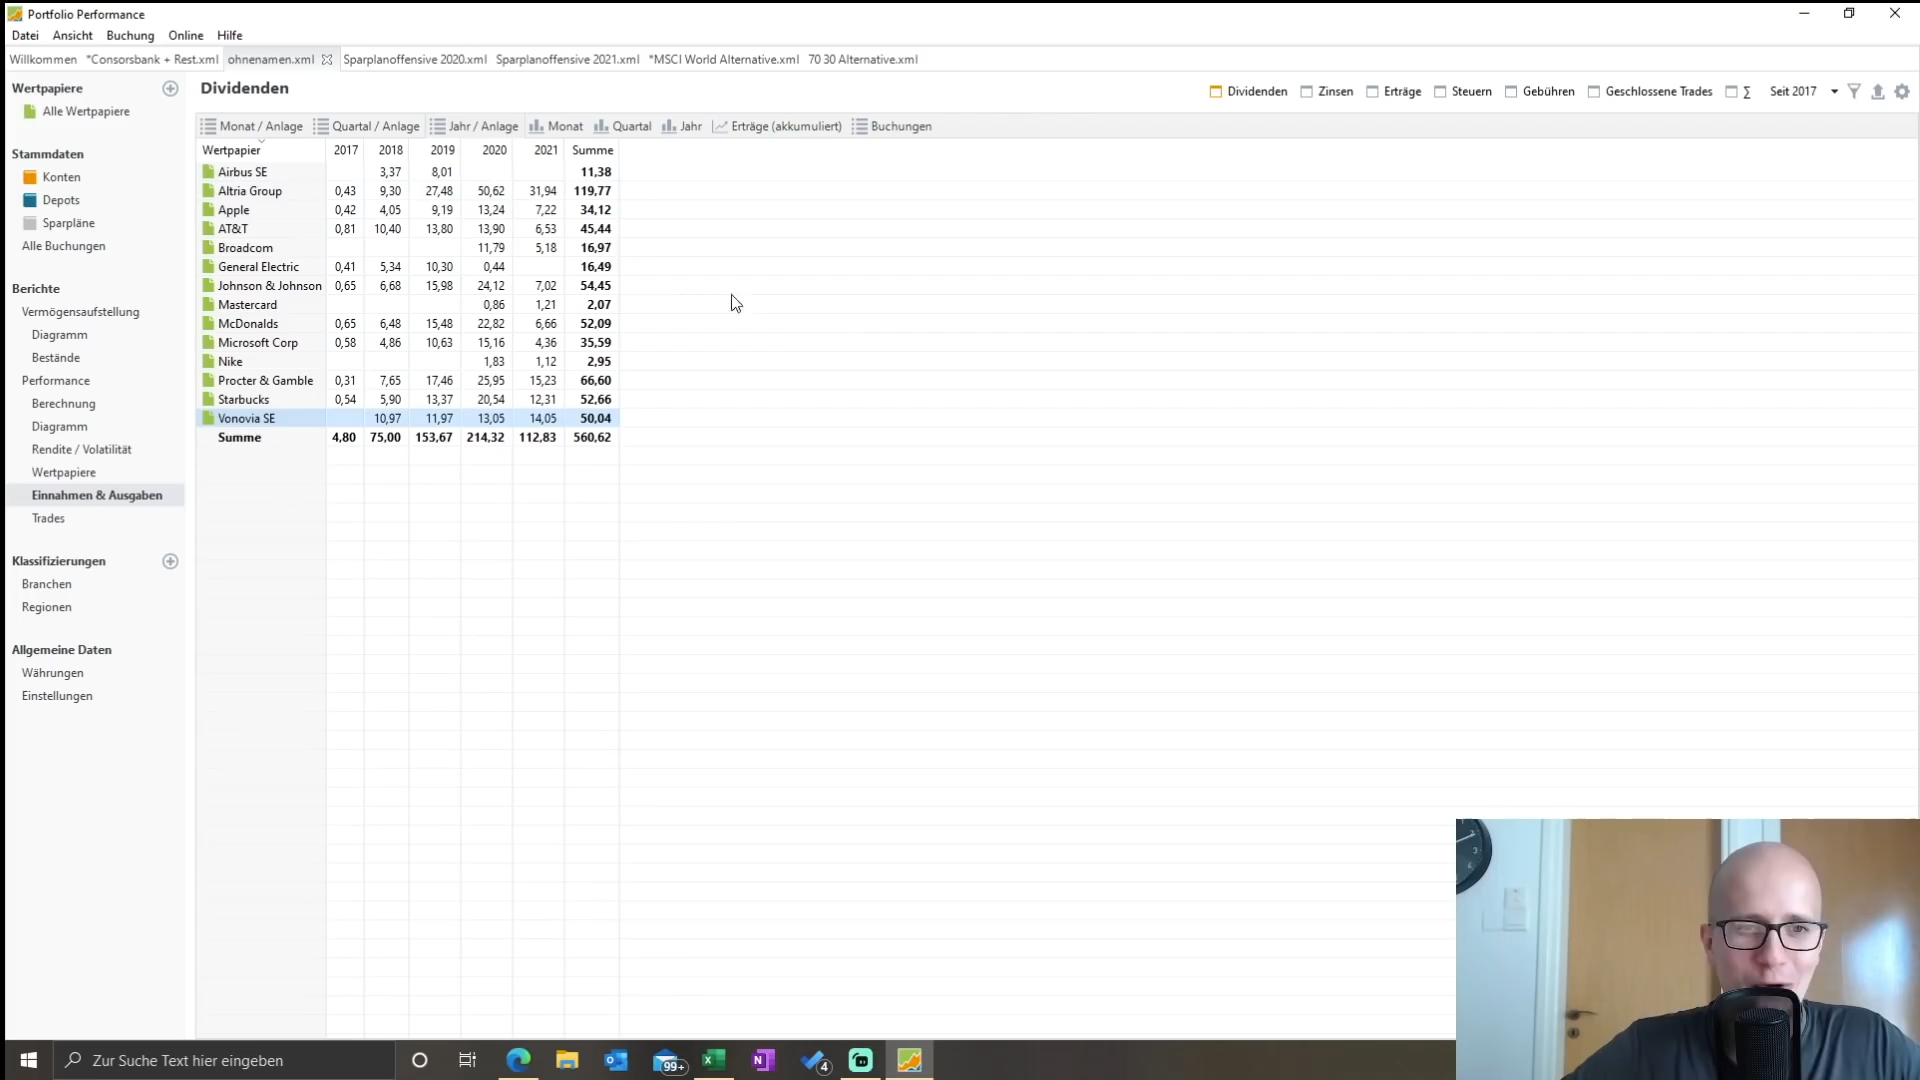 Portfolio Performance
Datei Ansicht Buchung Online Hilfe
Willkommen *Consorsbank + Rest.xml ohnenamen.xml Sparplanoffensive 2020.xml Sparplanoffensive 2021.xml *MSCI World Alternative.xml 70 30 Alternative.xml
Wertpapiere
Alle Wertpapiere
Stammdaten
Konten
Depots
Sparpläne
Alle Buchungen
Berichte
Vermögensaufstellung
Diagramm
Bestände
Performance
Berechnung
Diagramm
Rendite / Volatilität
Wertpapiere
Einnahmen & Ausgaben
Trades
Klassifizierungen
Branchen
Regionen
Allgemeine Daten
Währungen
Einstellungen
Dividenden
Dividenden Zinsen Erträge Steuern Gebühren Geschlossene Trades ∑ Seit 2017
Monat / Anlage Quartal / Anlage Jahr / Anlage Monat Quartal Jahr Erträge (akkumuliert) Buchungen
Wertpapier 2017 2018 2019 2020 2021 Summe
Airbus SE 3,37 8,01 11,38
Altria Group 0,43 9,30 27,48 50,62 31,94 119,77
Apple 0,42 4,05 9,19 13,24 7,22 34,12
AT&T 0,81 10,40 13,80 13,90 6,53 45,44
Broadcom 11,79 5,18 16,97
General Electric 0,41 5,34 10,30 0,44 16,49
Johnson & Johnson 0,65 6,68 15,98 24,12 7,02 54,45
Mastercard 0,86 1,21 2,07
McDonalds 0,65 6,48 15,48 22,82 6,66 52,09
Microsoft Corp 0,58 4,86 10,63 15,16 4,36 35,59
Nike 1,83 1,12 2,95
Procter & Gamble 0,31 7,65 17,46 25,95 15,23 66,60
Starbucks 0,54 5,90 13,37 20,54 12,31 52,66
Vonovia SE 10,97 11,97 13,05 14,05 50,04
Summe 4,80 75,00 153,67 214,32 112,83 560,62
Zur Suche Text hier eingeben
99+
4